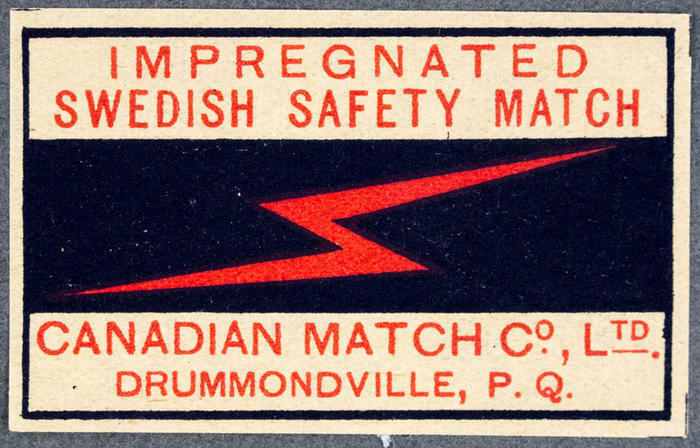 IMPREGNATED
SWEDISH SAFETY MATCH
CANADIAN MATCH Cº., LTD.
DRUMMONDVILLE, P. Q.